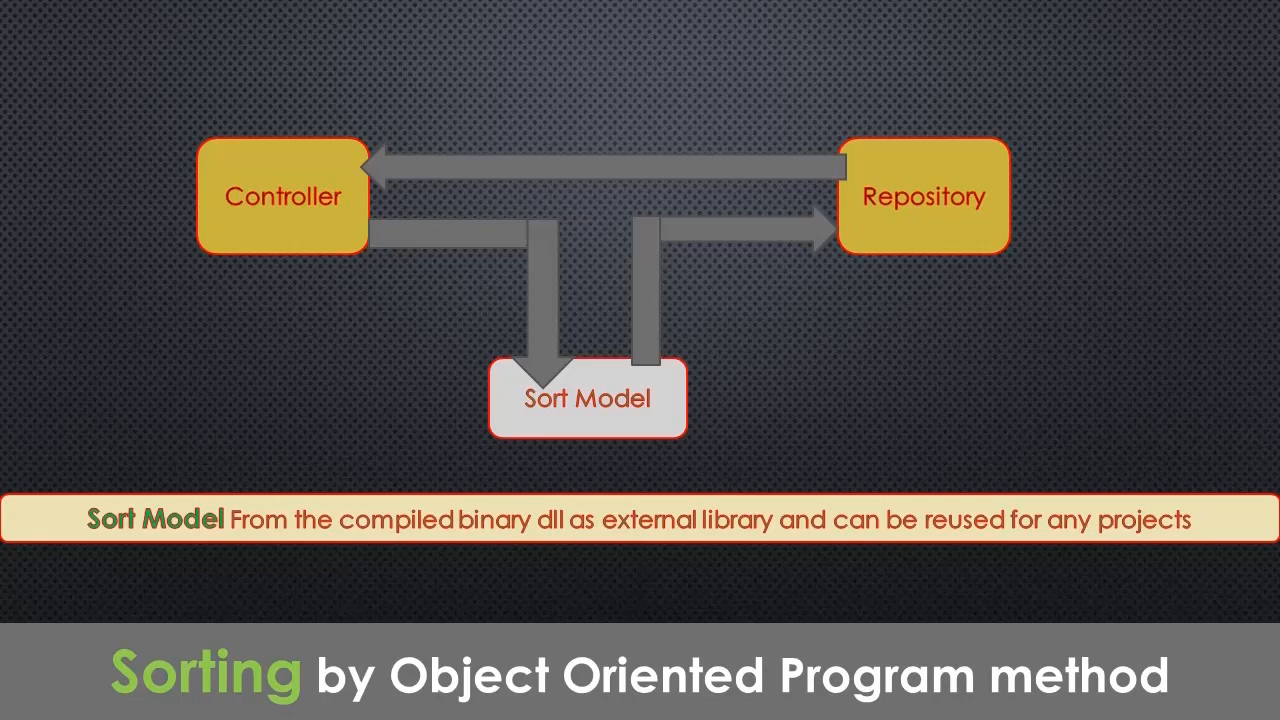 Controller
Repository
Sort Model
Sort Model From the compiled binary dll as external library and can be reused for any projects
Sorting by Object Oriented Program method